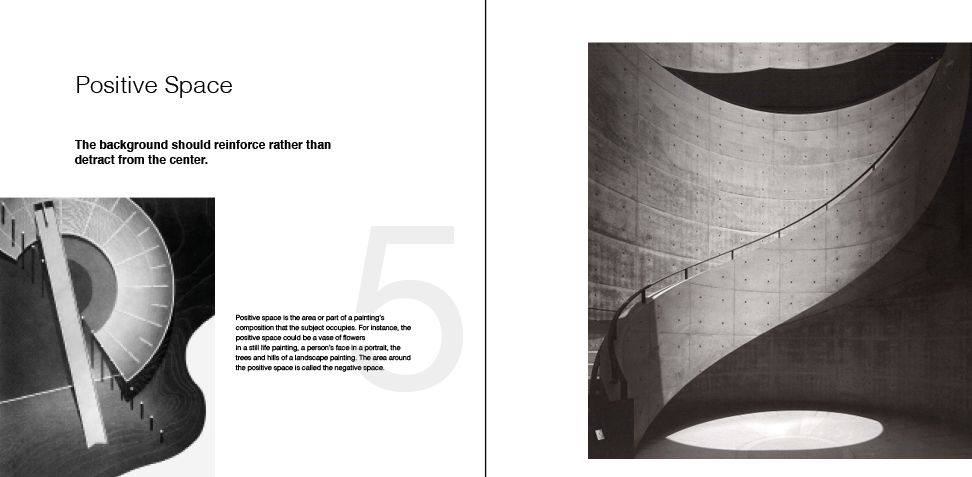 Positive Space
The background should reinforce rather than
detract from the center.
5
Positive space is the area or part of a painting's
composition that the subject occupies. For instance, the
positive space could be a vase of flowers
in a still life painting, a person's face in a portrait, the
trees and hills of a landscape painting. The area around
the positive space is called the negative space.